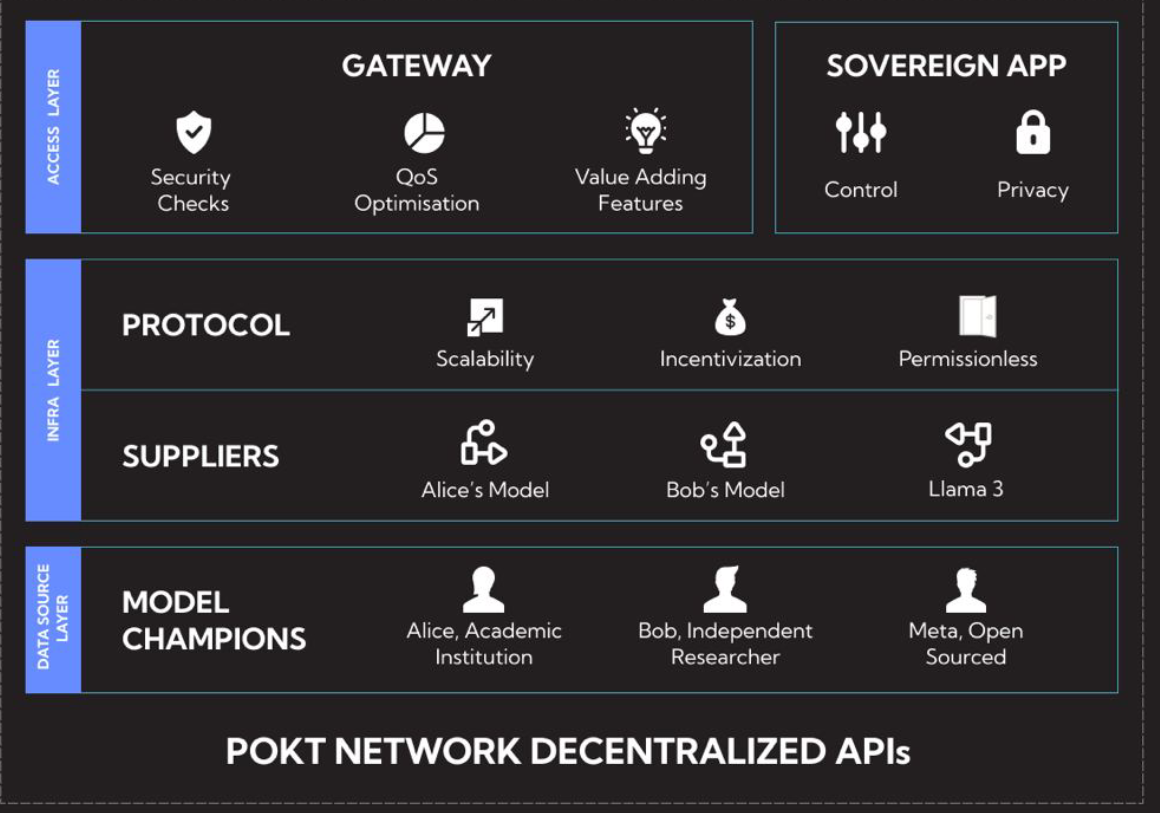 ACCESS LAYER
GATEWAY
Security
Checks
QoS
Optimisation
Value Adding
Features
SOVEREIGN APP
Control
Privacy
INFRA LAYER
PROTOCOL
Scalability
$
Incentivization
Permissionless
SUPPLIERS
Alice's Model
Bob's Model
Llama 3
DATA SOURCE
LAYER
MODEL
CHAMPIONS
Alice, Academic
Institution
Bob, Independent
Researcher
Meta, Open
Sourced
POKT NETWORK DECENTRALIZED APIs